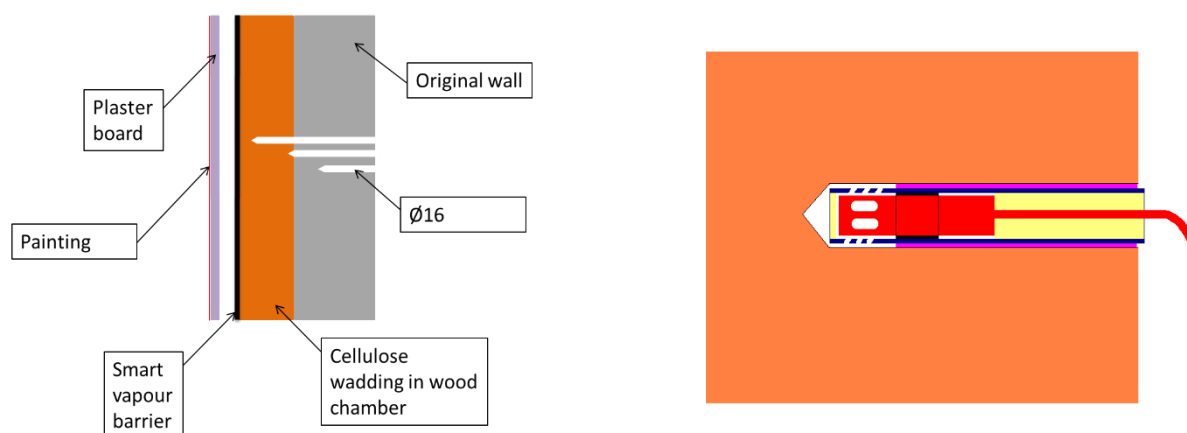 Plaster
board
Original wall
Ø16
Painting
Smart
vapour
barrier
Cellulose
wadding in wood
chamber